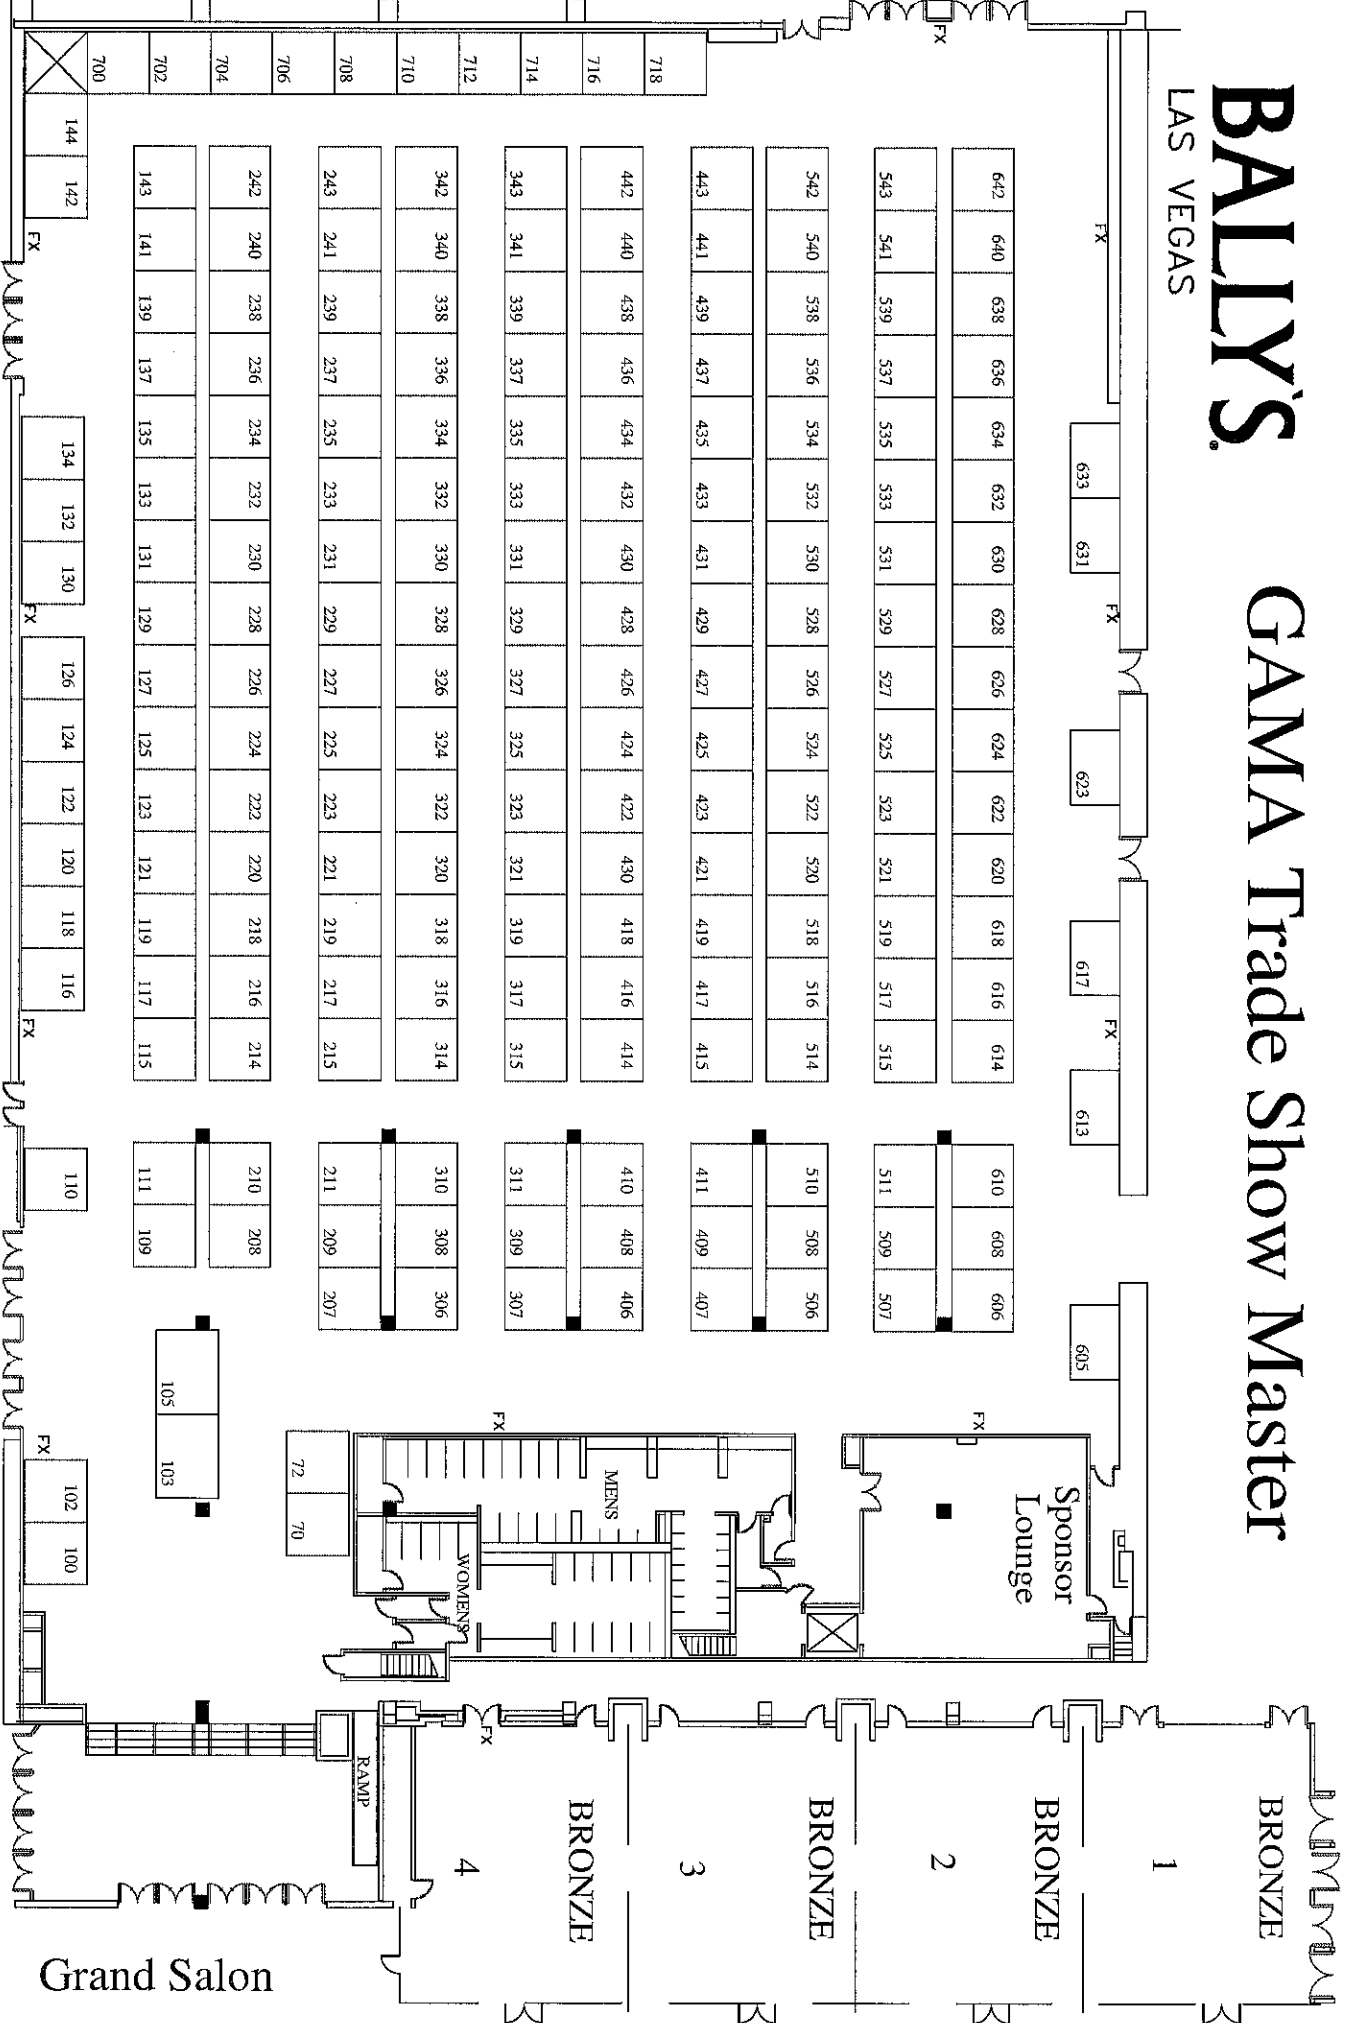 BALLY'S® GAMA Trade Show Master
LAS VEGAS
BRONZE
1
FX FX FX
633 631 623 617 613 605
Sponsor
Lounge
BRONZE
2
642 640 638 636 634 632 630 628 626 624 622 620 618 616 614 610 608 606
FX FX
543 541 539 537 535 533 531 529 527 525 523 521 519 517 515 511 509 507
BRONZE
3
542 540 538 536 534 532 530 528 526 524 522 520 518 516 514 510 508 506
443 441 439 437 435 433 431 429 427 425 423 421 419 417 415 411 409 407
BRONZE
4
442 440 438 436 434 432 430 428 426 424 422 430 418 416 414 410 408 406
MENS
343 341 339 337 335 333 331 329 327 325 323 321 319 317 315 311 309 307
FX FX
WOMENS
342 340 338 336 334 332 330 328 326 324 322 320 318 316 314 310 308 306
RAMP
243 241 239 237 235 233 231 229 227 225 223 221 219 217 215 211 209 207
72 70
242 240 238 236 234 232 230 228 226 224 222 220 218 216 214 210 208
105 103
143 141 139 137 135 133 131 129 127 125 123 121 119 117 115 111 109
700 702 704 706 708 710 712 714 716 718
144 142 134 132 130 126 124 122 120 118 116 110 102 100
FX FX FX FX
Grand Salon